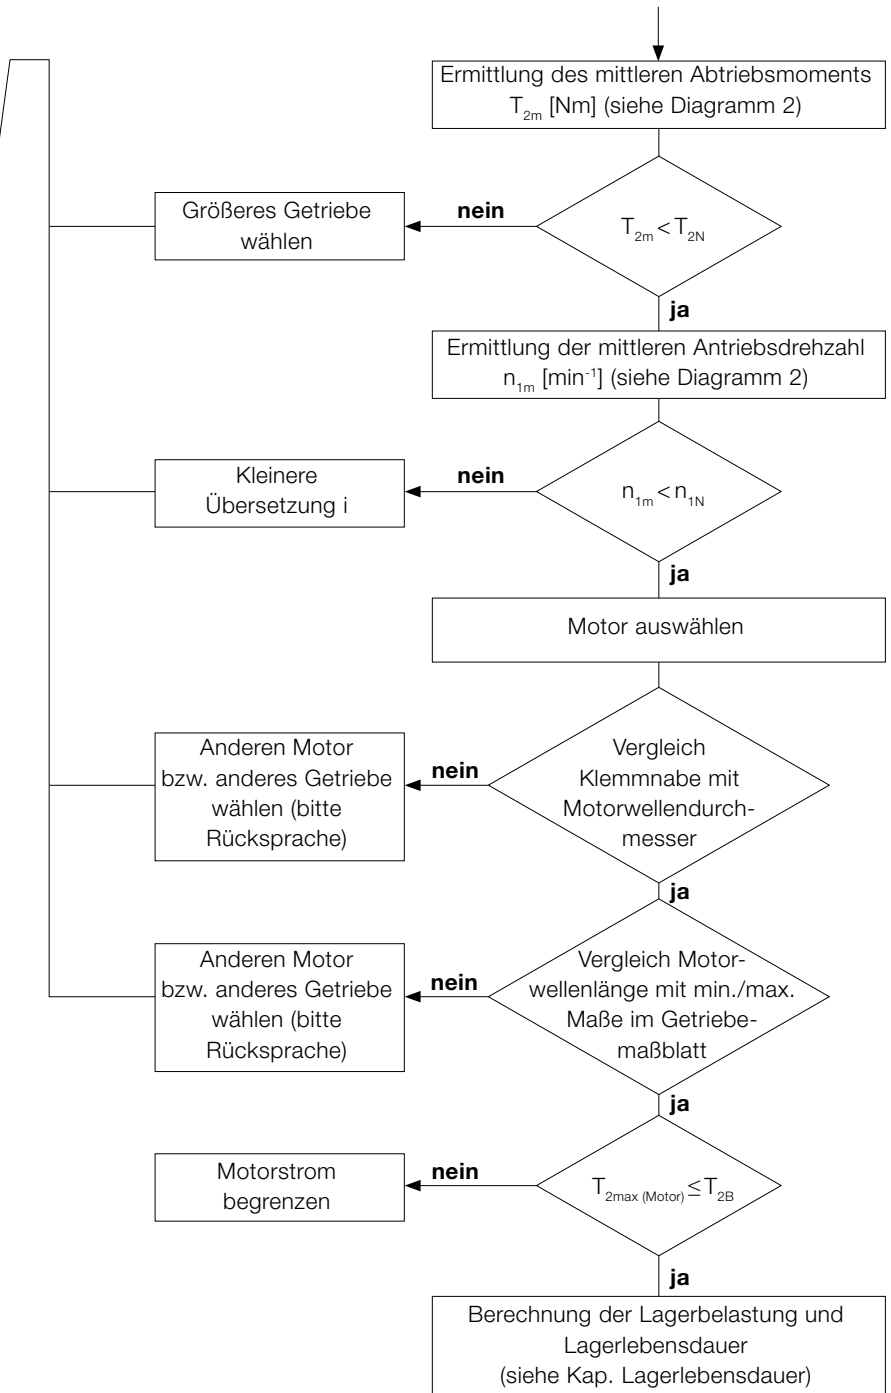 Ermittlung des mittleren Abtriebsmoments
T₂ₘ [Nm] (siehe Diagramm 2)
Größeres Getriebe
wählen
nein
T₂ₘ < T₂N
ja
Ermittlung der mittleren Antriebsdrehzahl
n₁ₘ [min⁻¹] (siehe Diagramm 2)
Kleinere
Übersetzung i
nein
n₁ₘ < n₁N
ja
Motor auswählen
Anderen Motor
bzw. anderes Getriebe
wählen (bitte
Rücksprache)
nein
Vergleich
Klemmnabe mit
Motorwellendurch-
messer
ja
Anderen Motor
bzw. anderes Getriebe
wählen (bitte
Rücksprache)
nein
Vergleich Motor-
wellenlänge mit min./max.
Maße im Getriebe-
maßblatt
ja
Motorstrom
begrenzen
nein
T₂max (Motor) ≤ T₂B
ja
Berechnung der Lagerbelastung und
Lagerlebensdauer
(siehe Kap. Lagerlebensdauer)